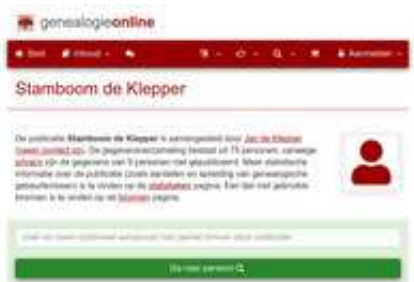 genealogieonline
Start Inhoud Aanmelden
Stamboom de Klepper
De publicatie Stamboom de Klepper is samengesteld door Jan de Klepper
(neem contact op). De gegevensverzameling bestaat uit 75 personen, vanwege
privacy zijn de gegevens van 9 personen niet gepubliceerd. Meer statistische
informatie over de publicatie (zoals aantallen en spreiding van genealogische
gebeurtenissen) is te vinden op de statistieken pagina. Een lijst met gebruikte
bronnen is te vinden op de bronnen pagina.
Ga naar persoon